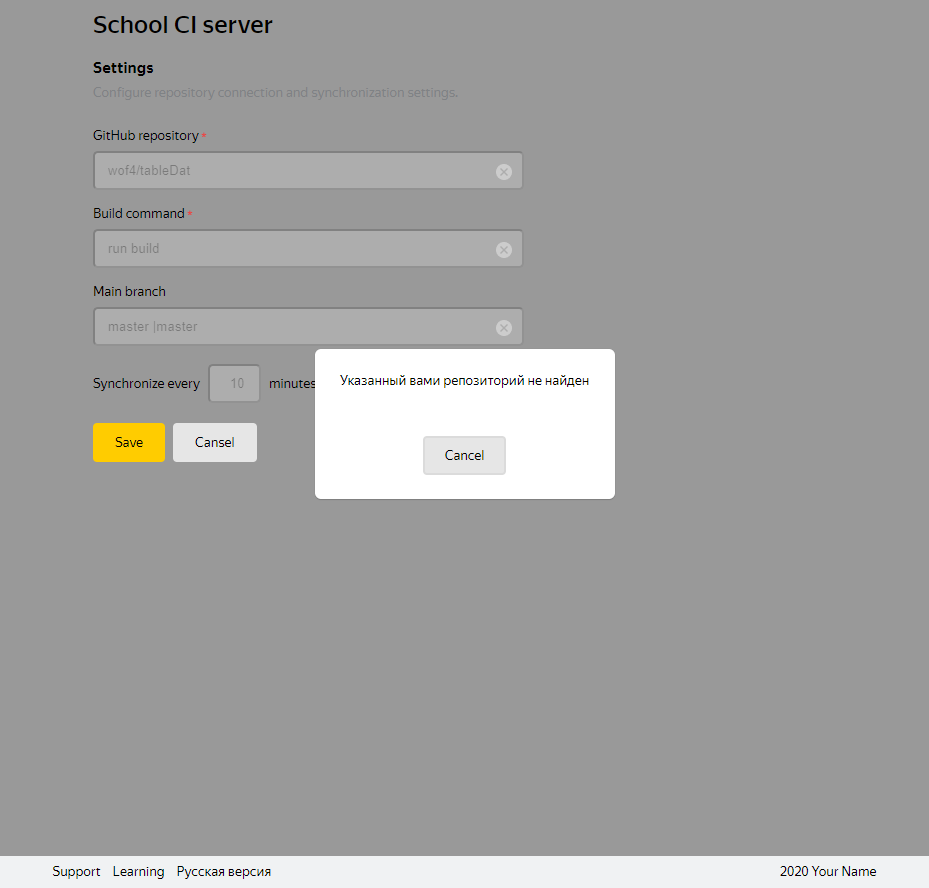 School CI server
Settings
Configure repository connection and synchronization settings.
GitHub repository *
wof4/tableDat
Build command *
run build
Main branch
master |master
Synchronize every 10 minutes
Указанный вами репозиторий не найден
Save Cansel
Cancel
Support Learning Русская версия 2020 Your Name